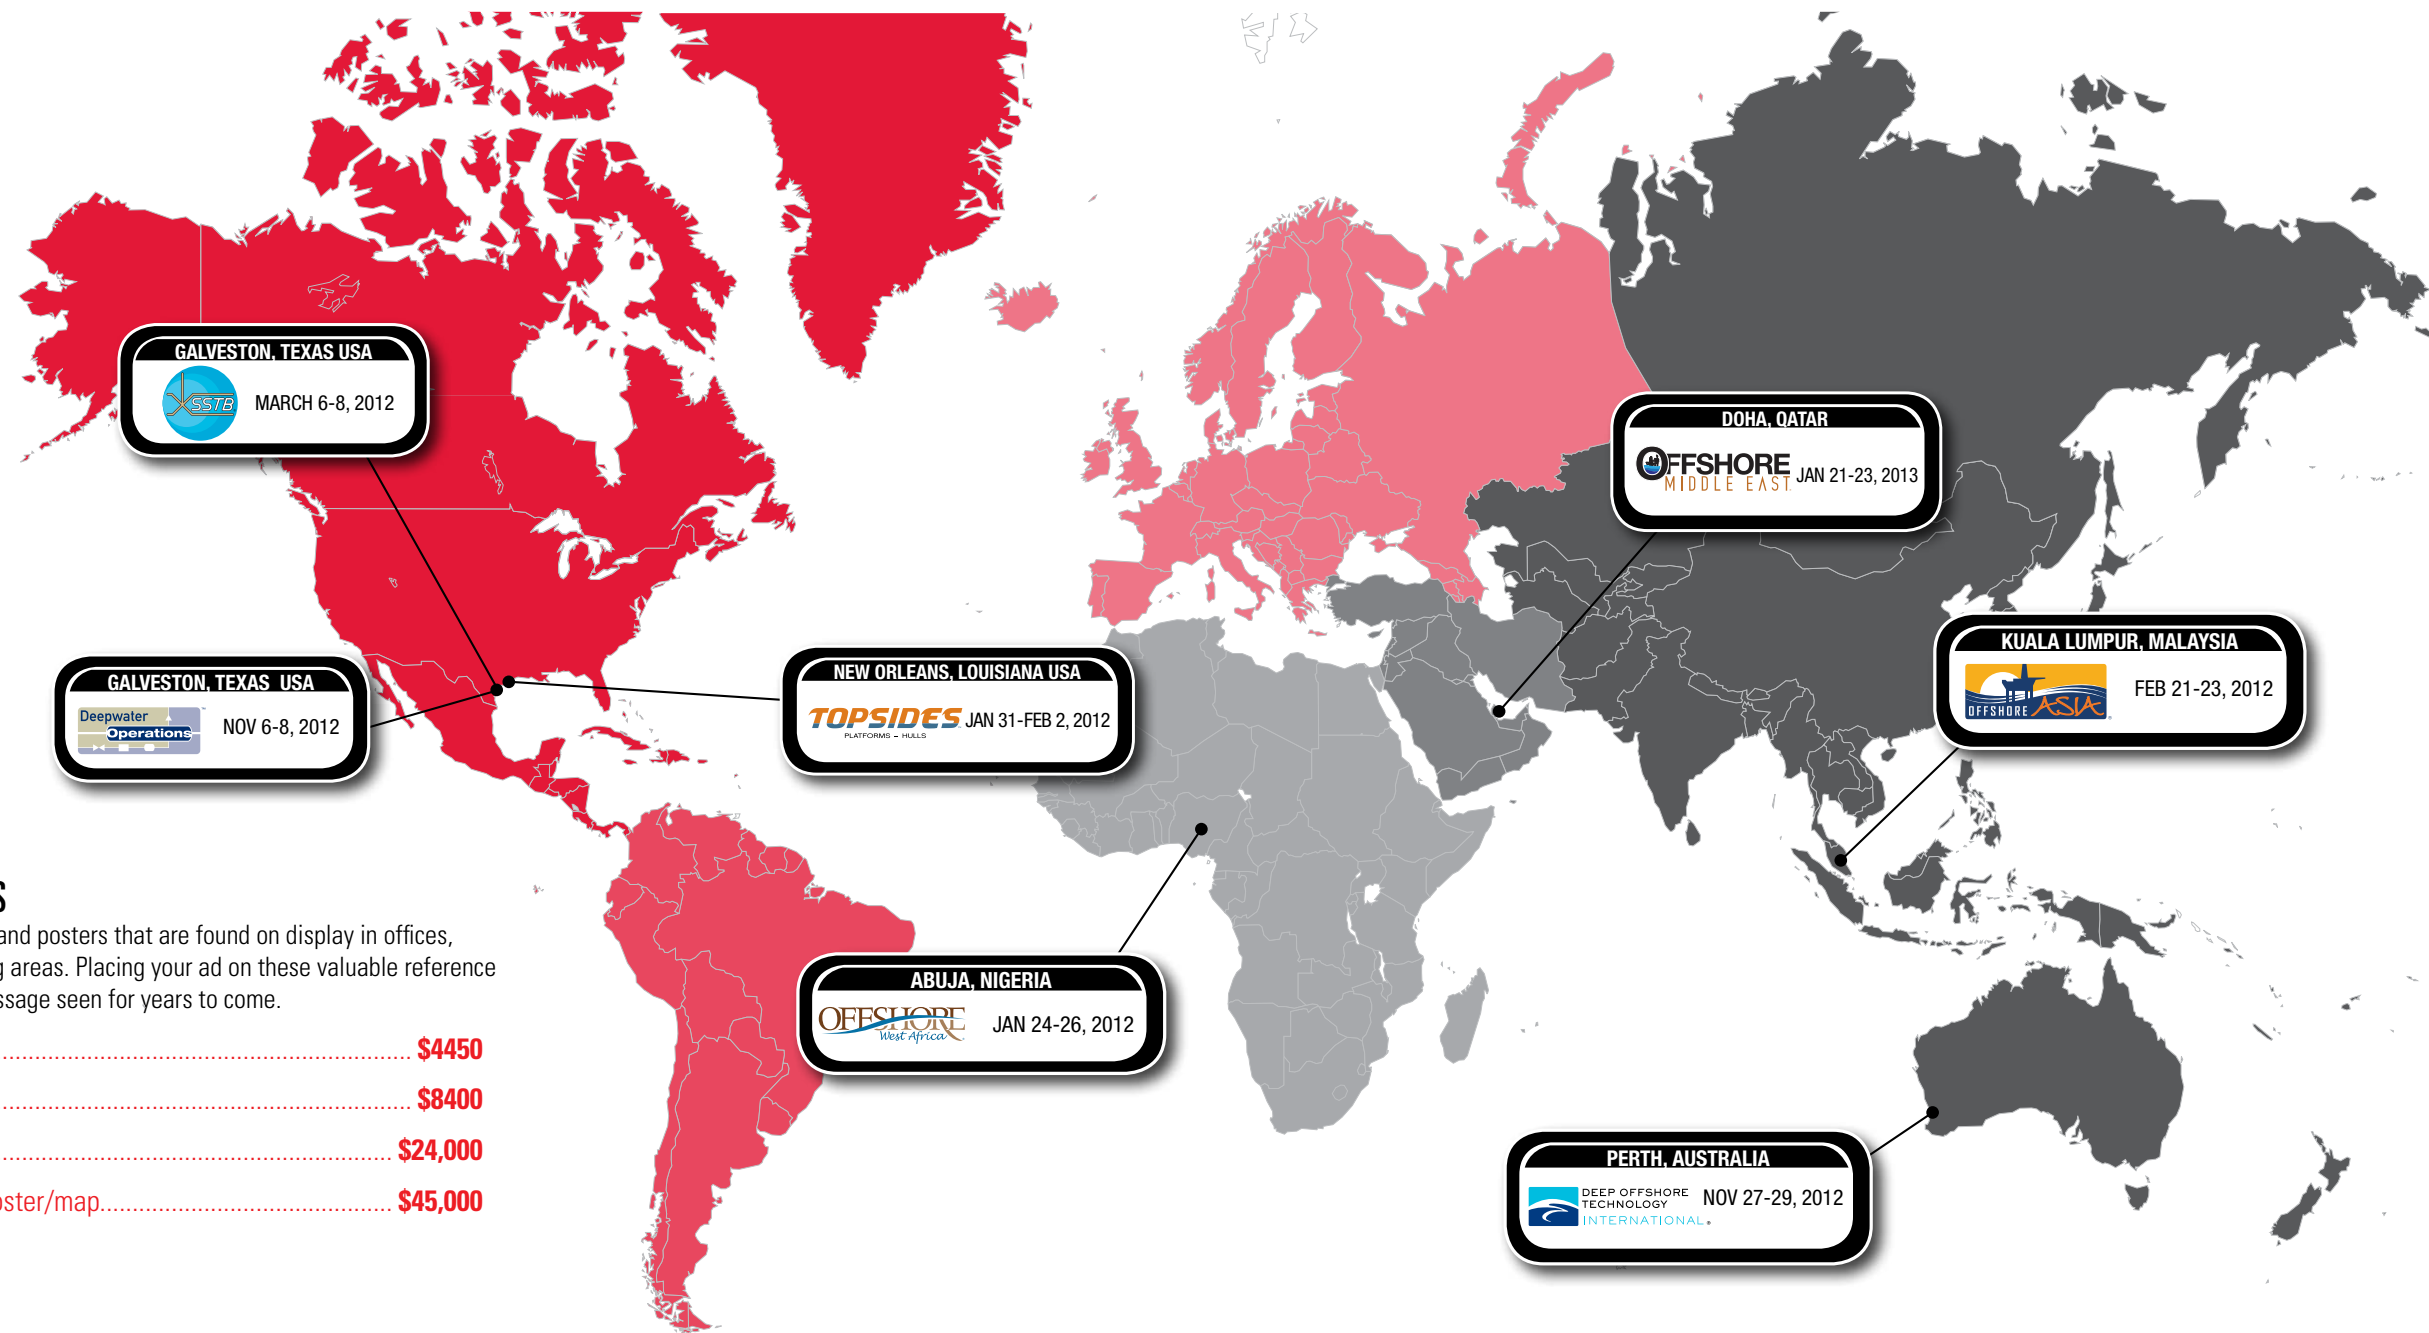 GALVESTON, TEXAS USA
SSTB
MARCH 6-8, 2012
DOHA, QATAR
OFFSHORE
MIDDLE EAST
JAN 21-23, 2013
GALVESTON, TEXAS USA
Deepwater
Operations
NOV 6-8, 2012
NEW ORLEANS, LOUISIANA USA
TOPSIDES
PLATFORMS - HULLS
JAN 31-FEB 2, 2012
KUALA LUMPUR, MALAYSIA
OFFSHORE ASIA
FEB 21-23, 2012
S
and posters that are found on display in offices,
g areas. Placing your ad on these valuable reference
ssage seen for years to come.
$4450
$8400
$24,000
oster/map $45,000
ABUJA, NIGERIA
OFFSHORE
West Africa
JAN 24-26, 2012
PERTH, AUSTRALIA
DEEP OFFSHORE
TECHNOLOGY
INTERNATIONAL
NOV 27-29, 2012